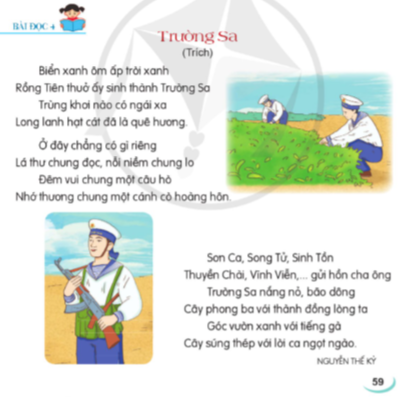 BÀI ĐỌC 4
Trường Sa
(Trích)
Biển xanh ôm ấp trời xanh
Rồng Tiên thuở ấy sinh thành Trường Sa
Trùng khơi nào có ngái xa
Long lanh hạt cát đã là quê hương.
Ở đây chẳng có gì riêng
Lá thư chung đọc, nỗi niềm chung lo
Đêm vui chung một câu hò
Nhớ thương chung một cánh cò hoàng hôn.
Sơn Ca, Song Tử, Sinh Tồn
Thuyền Chài, Vĩnh Viễn,... gửi hồn cha ông
Trường Sa nắng nỏ, bão dông
Cây phong ba với thành đồng lòng ta
Góc vườn xanh với tiếng gà
Cây súng thép với lời ca ngọt ngào.
NGUYỄN THẾ KỶ
59